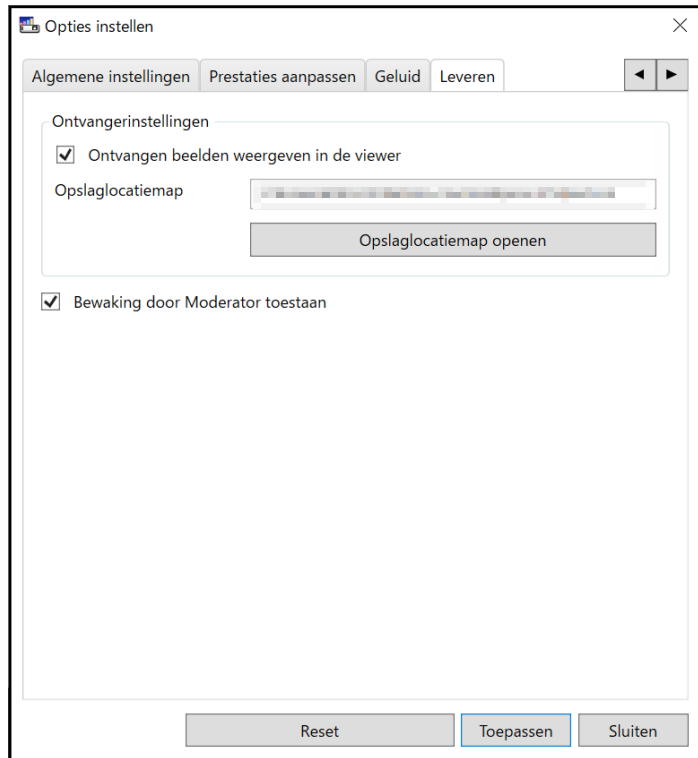 Opties instellen
Algemene instellingen Prestaties aanpassen Geluid Leveren
Ontvangerinstellingen
Ontvangen beelden weergeven in de viewer
Opslaglocatiemap
Opslaglocatiemap openen
Bewaking door Moderator toestaan
Reset Toepassen Sluiten